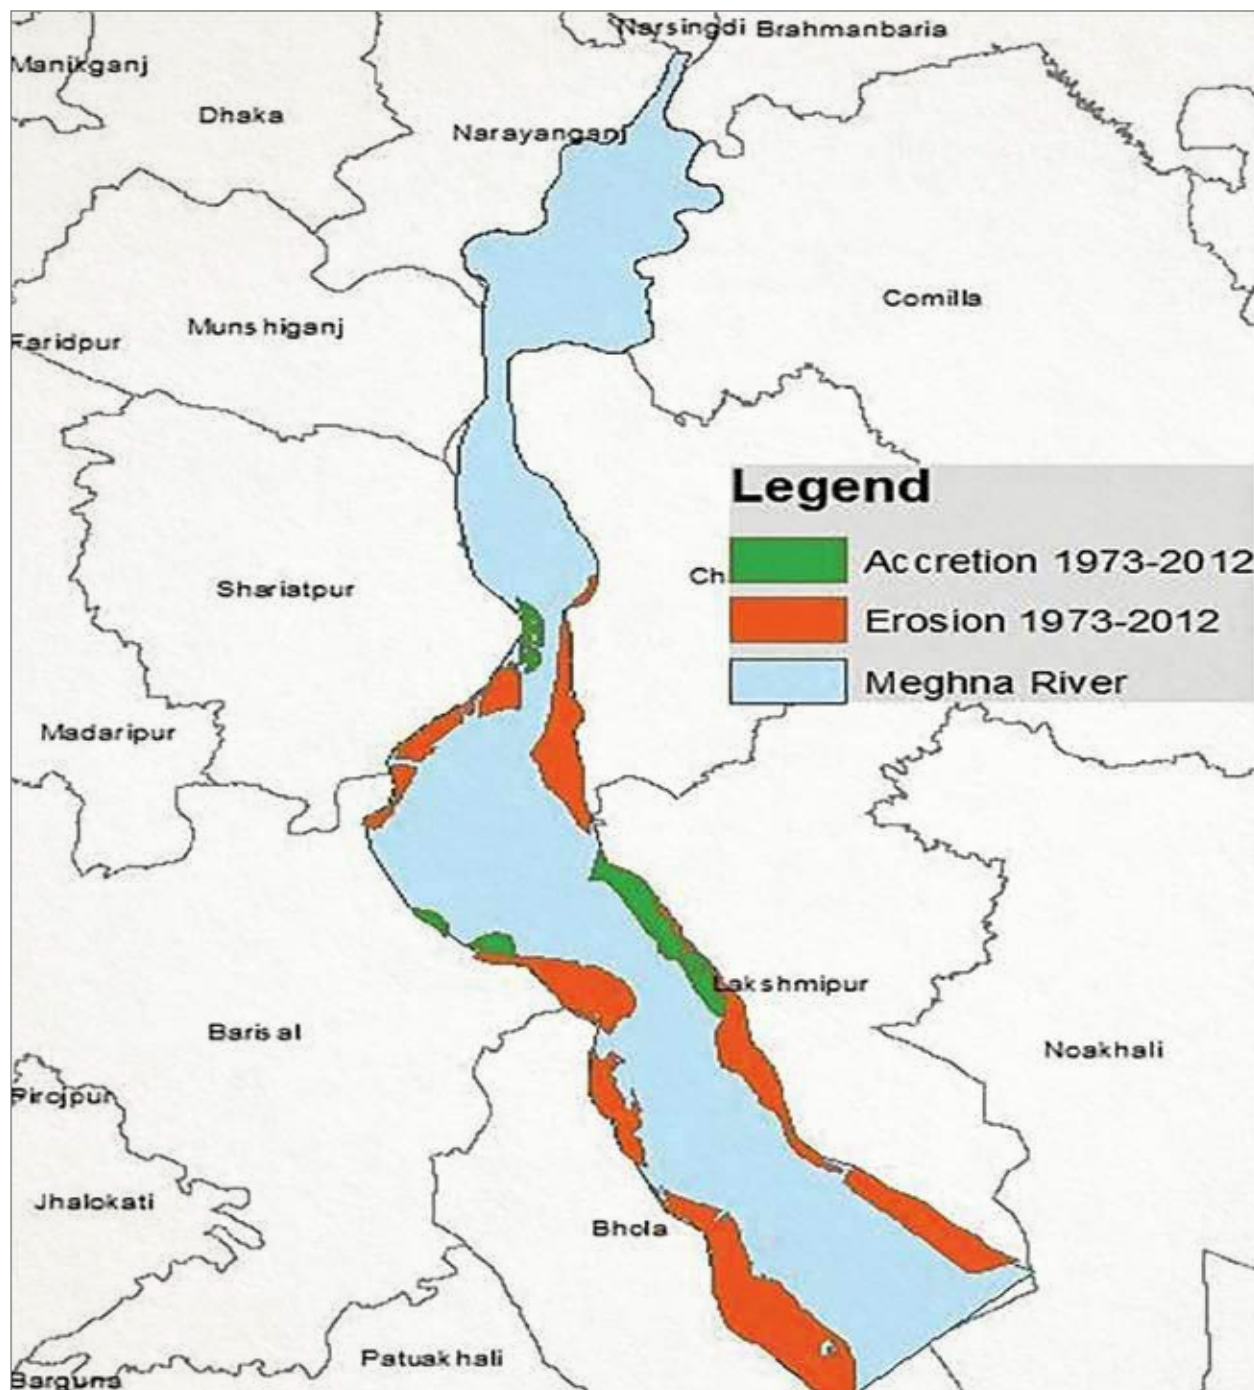 Narsingdi
Brahmanbaria
Manikganj
Dhaka
Narayanganj
Comilla
Munshiganj
Faridpur
Legend
Accretion 1973-2012
Ch
Erosion 1973-2012
Shariatpur
Meghna River
Madaripur
Lakshmipur
Barisal
Noakhali
Pirojpur
Jhalokati
Bhola
Patuakhali
Barguna